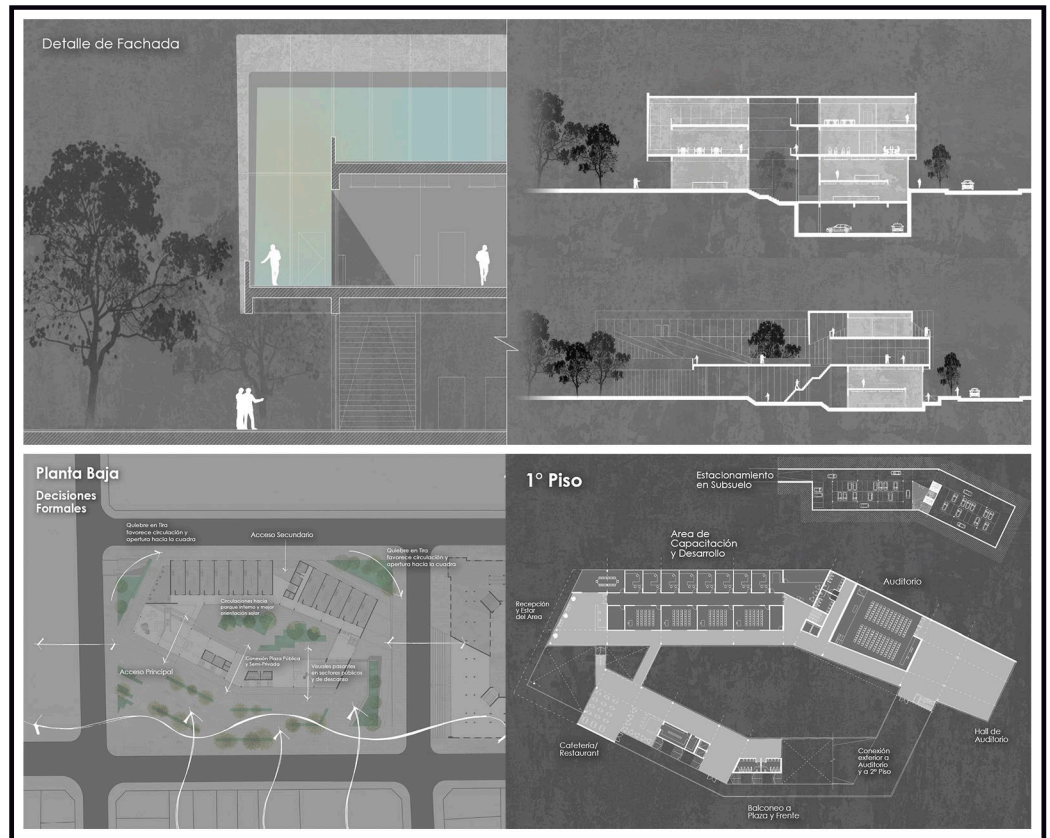 Detalle de Fachada
Planta Baja
Decisiones
Formales
Quiebre en Tira
favorece circulación y
apertura hacia la cuadra
Acceso Secundario
Quiebre en Tira
favorece circulación y
apertura hacia la cuadra
Circulaciones hacia
parque interno y mejor
orientación solar
Acceso Principal
Conexión Plaza Pública
y Semi-Privada
Visuales pasantes
en sectores públicos
y de descanso
1° Piso
Estacionamiento
en Subsuelo
Area de
Capacitación
y Desarrollo
Auditorio
Recepción
y Estar
del Area
Cafetería/
Restaurant
Conexión
exterior a
Auditorio
y a 2° Piso
Hall de
Auditorio
Balconeo a
Plaza y Frente